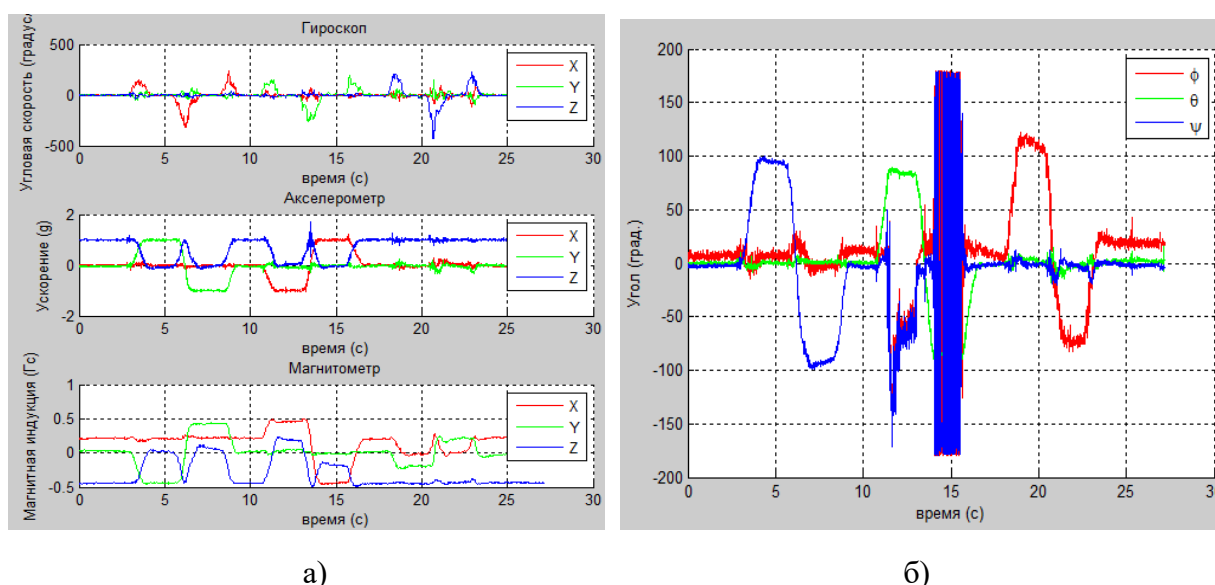 Гироскоп
Угловая скорость (градус/
500
0
-500
0 5 10 15 20 25 30
X
Y
Z
время (с)
Акселерометр
Ускорение (g)
2
0
-2
0 5 10 15 20 25 30
X
Y
Z
время (с)
Магнитометр
Магнитная индукция (Гс)
1
0.5
0
-0.5
0 5 10 15 20 25 30
X
Y
Z
время (с)
а)
Угол (град.)
200
150
100
50
0
-50
-100
-150
-200
0 5 10 15 20 25 30
ϕ
θ
ψ
время (с)
б)